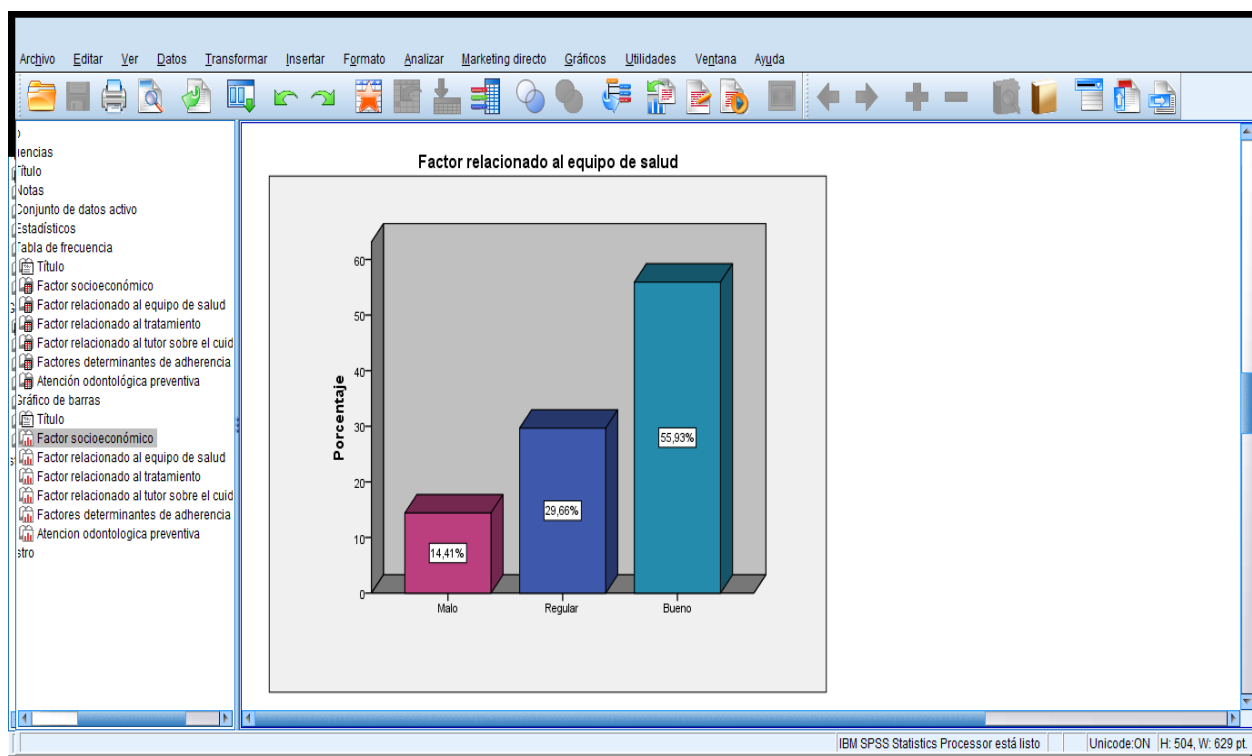 Archivo Editar Ver Datos Transformar Insertar Formato Analizar Marketing directo Gráficos Utilidades Ventana Ayuda
Título
Notas
Conjunto de datos activo
Estadísticos
Tabla de frecuencia
Título
Factor socioeconómico
Factor relacionado al equipo de salud
Factor relacionado al tratamiento
Factor relacionado al tutor sobre el cuid
Factores determinantes de adherencia
Atención odontológica preventiva
Gráfico de barras
Título
Factor socioeconómico
Factor relacionado al equipo de salud
Factor relacionado al tratamiento
Factor relacionado al tutor sobre el cuid
Factores determinantes de adherencia
Atencion odontologica preventiva
Factor relacionado al equipo de salud
Porcentaje
60
50
40
30
20
10
0
14,41%
29,66%
55,93%
Malo Regular Bueno
IBM SPSS Statistics Processor está listo Unicode:ON H: 504, W: 629 pt.